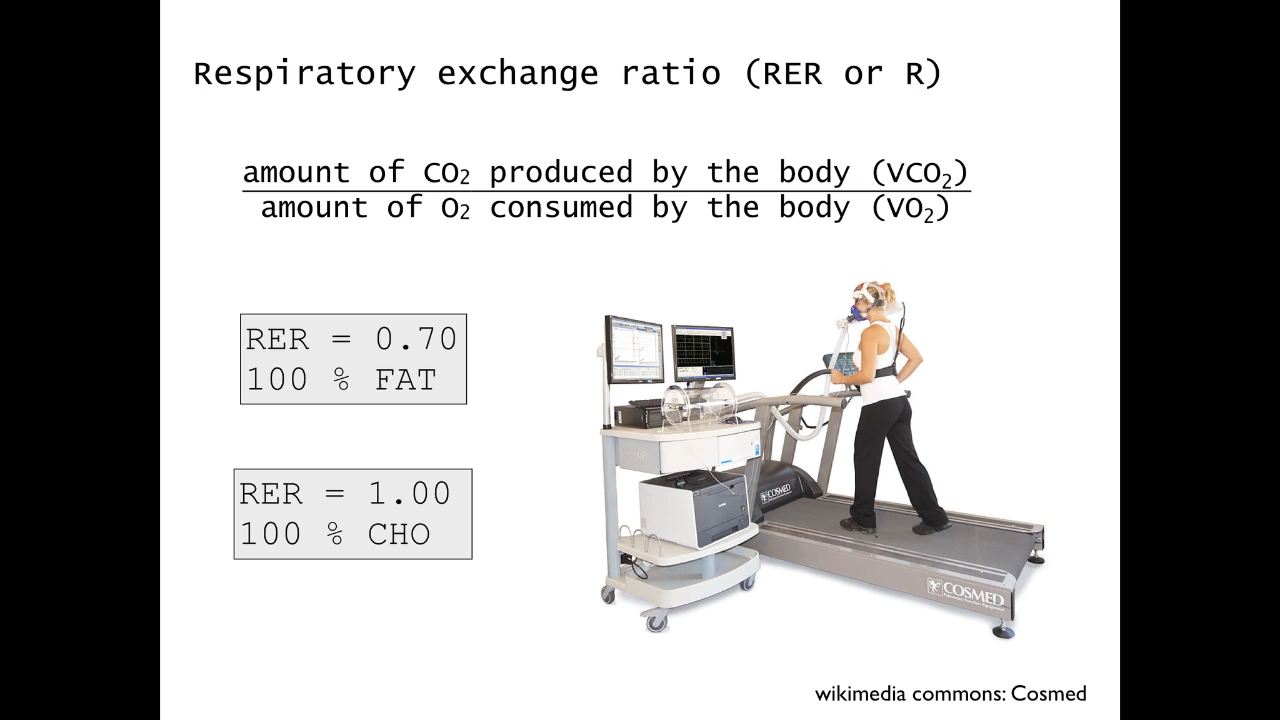 Respiratory exchange ratio (RER or R)
amount of CO₂ produced by the body (VCO₂)
amount of O₂ consumed by the body (VO₂)
RER = 0.70
100 % FAT
RER = 1.00
100 % CHO
COSMED
COSMED
wikimedia commons: Cosmed